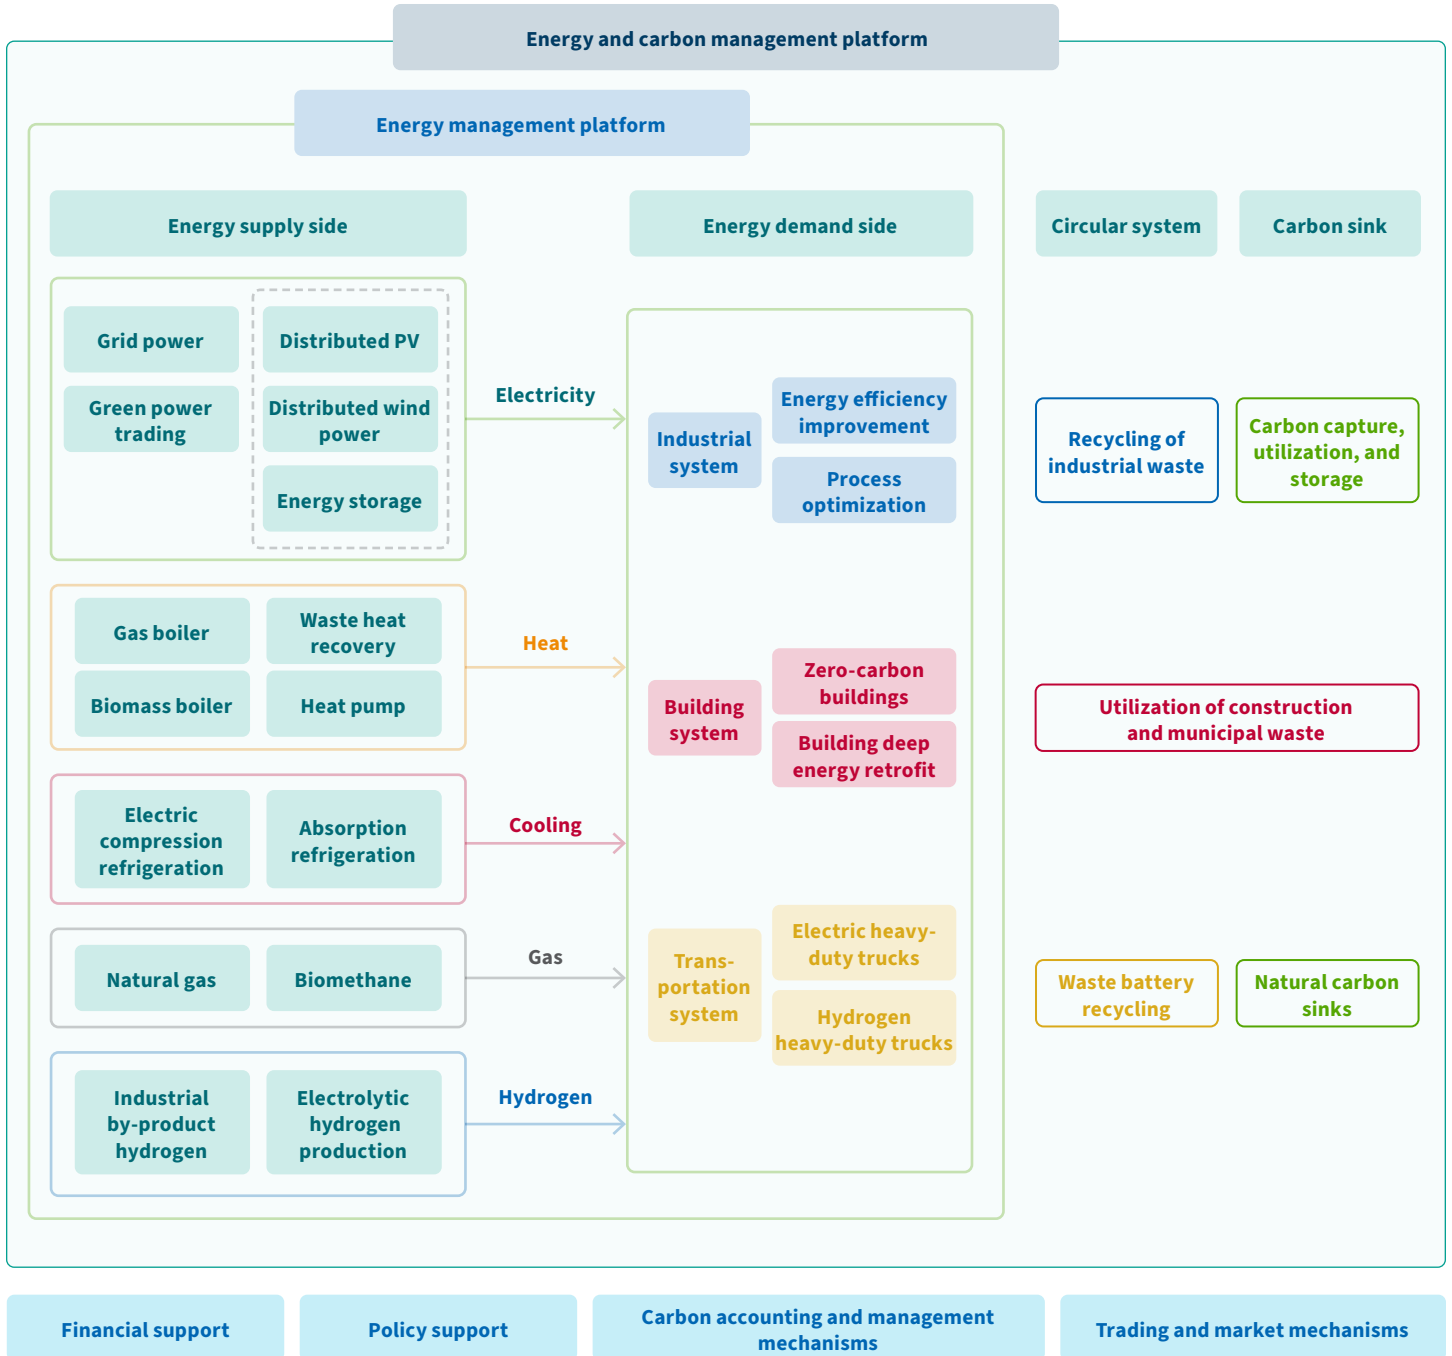 Energy and carbon management platform
Energy management platform
Energy supply side
Energy demand side
Circular system
Carbon sink
Grid power
Distributed PV
Green power
trading
Distributed wind
power
Energy storage
Electricity
Industrial
system
Energy efficiency
improvement
Process
optimization
Recycling of
industrial waste
Carbon capture,
utilization, and
storage
Gas boiler
Waste heat
recovery
Biomass boiler
Heat pump
Heat
Building
system
Zero-carbon
buildings
Building deep
energy retrofit
Utilization of construction
and municipal waste
Electric
compression
refrigeration
Absorption
refrigeration
Cooling
Natural gas
Biomethane
Gas
Trans-
portation
system
Electric heavy-
duty trucks
Hydrogen
heavy-duty trucks
Waste battery
recycling
Natural carbon
sinks
Industrial
by-product
hydrogen
Electrolytic
hydrogen
production
Hydrogen
Financial support
Policy support
Carbon accounting and management
mechanisms
Trading and market mechanisms